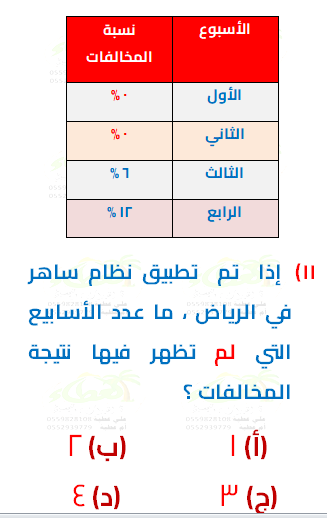 الأسبوع نسبة المخالفات
الأول ٠%
الثاني ٠%
الثالث ٦%
الرابع ١٢%
١١) إذا تم تطبيق نظام ساهر
في الرياض ، ما عدد الأسابيع
التي لم تظهر فيها نتيجة
المخالفات ؟
(أ) ١ (ب) ٢
(ج) ٣ (د) ٤